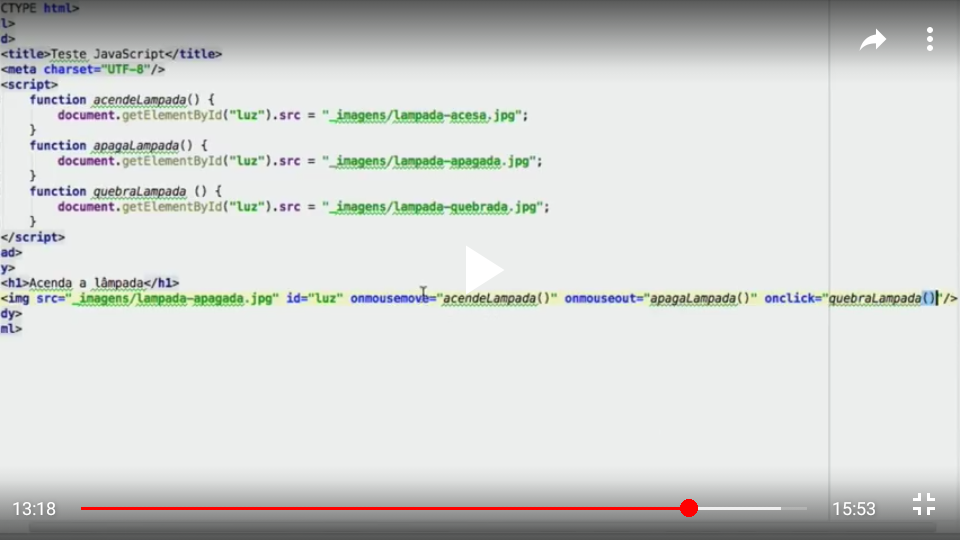 CTYPE html>
l>
d>
<title>Teste JavaScript</title>
<meta charset="UTF-8"/>
<script>
function acendeLampada() {
document.getElementById("luz").src = "_imagens/lampada-acesa.jpg";
}
function apagaLampada() {
document.getElementById("luz").src = "_imagens/lampada-apagada.jpg";
}
function quebraLampada () {
document.getElementById("luz").src = "_imagens/lampada-quebrada.jpg";
}
</script>
ad>
y>
<h1>Acenda a lâmpada</h1>
<img src="_imagens/lampada-apagada.jpg" id="luz" onmousemove="acendeLampada()" onmouseout="apagaLampada()" onclick="quebraLampada()"/>
dy>
ml>
13:18 15:53